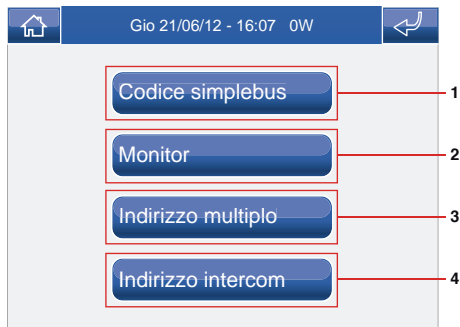 Gio 21/06/12 - 16:07 0W
Codice simplebus
1
Monitor
2
Indirizzo multiplo
3
Indirizzo intercom
4